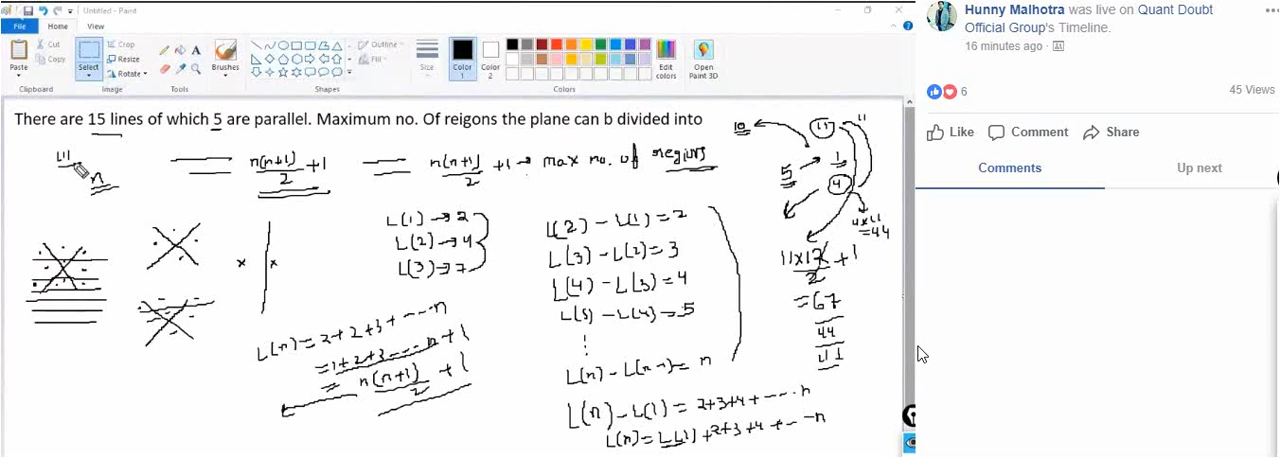 Untitled - Paint
File Home View
Paste
Cut
Copy
Clipboard
Select
Crop
Resize
Rotate
Image
Tools
Brushes
Shapes
Outline
Fill
Size
Color 1
Color 2
Colors
Edit colors
Open Paint 3D
There are 15 lines of which 5 are parallel. Maximum no. Of reigons the plane can b divided into
n
n(n+1)/2 + 1
n(n+1)/2 + 1 → max no. of regions
10
11
11
5 → 1
4
4×11
=44
11×12/2 + 1
=67
44
111
L(1) → 2
L(2) → 4
L(3) → 7
L(2) - L(1) = 2
L(3) - L(2) = 3
L(4) - L(3) = 4
L(5) - L(4) = 5
L(n) - L(n-1) = n
L(n) - L(1) = 2+3+4+ ..... n
L(n) = L(1) +2+3+4+ .. -n
L(n) = 2+2+3+ .... n
= 1+2+3 ---- n+1
= n(n+1)/2 + 1
Hunny Malhotra was live on Quant Doubt
Official Group's Timeline.
16 minutes ago ·
6
45 Views
Like Comment Share
Comments Up next